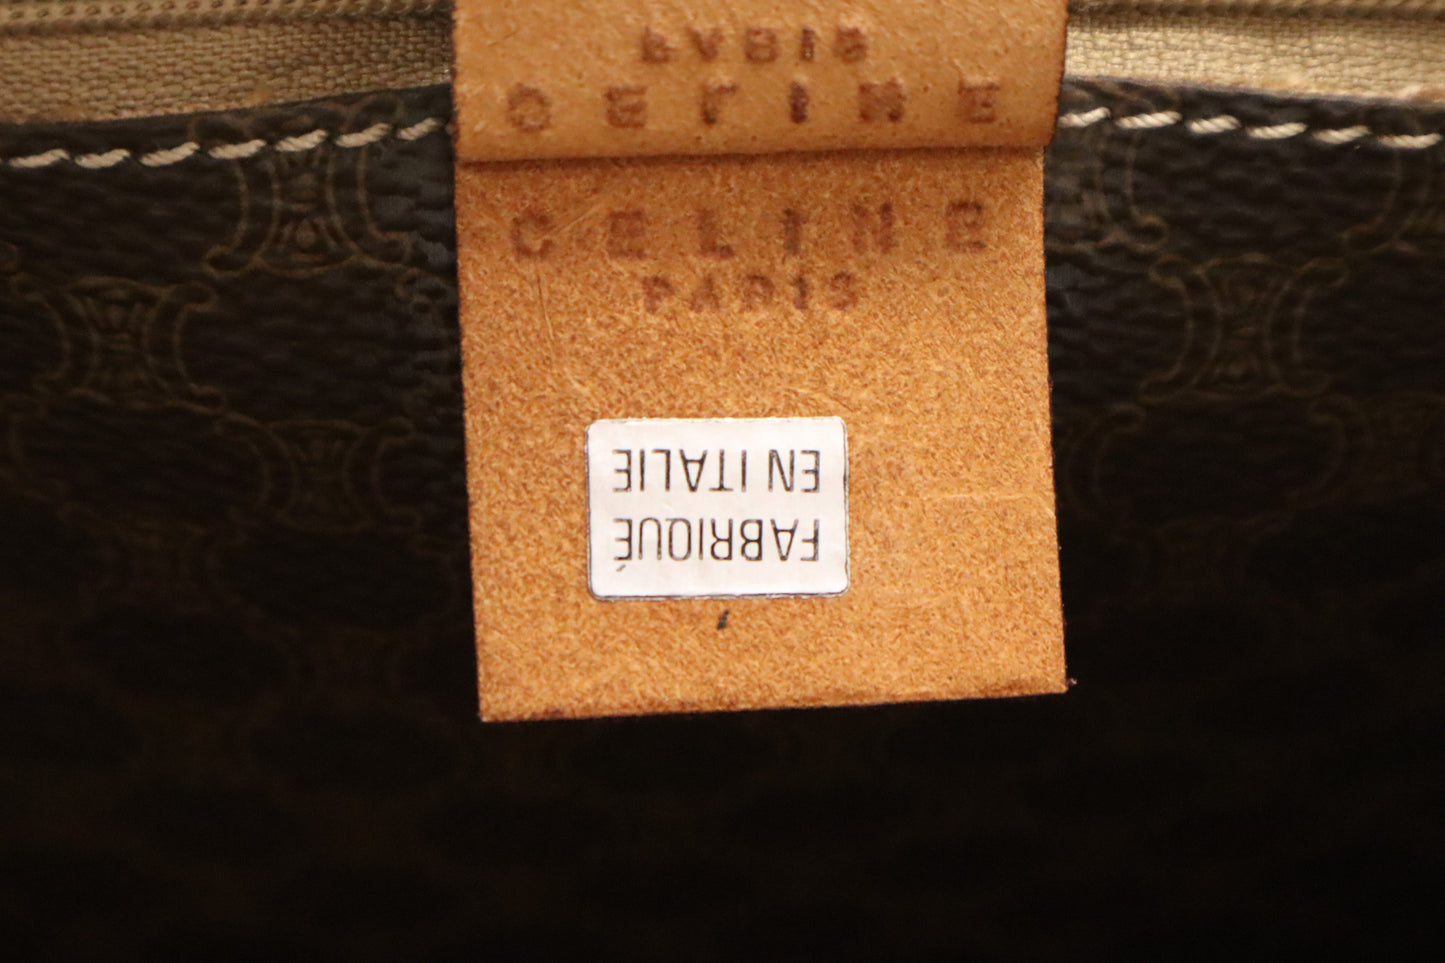 PARIS
CELINE
CELINE
PARIS
FABRIQUÉ
EN ITALIE